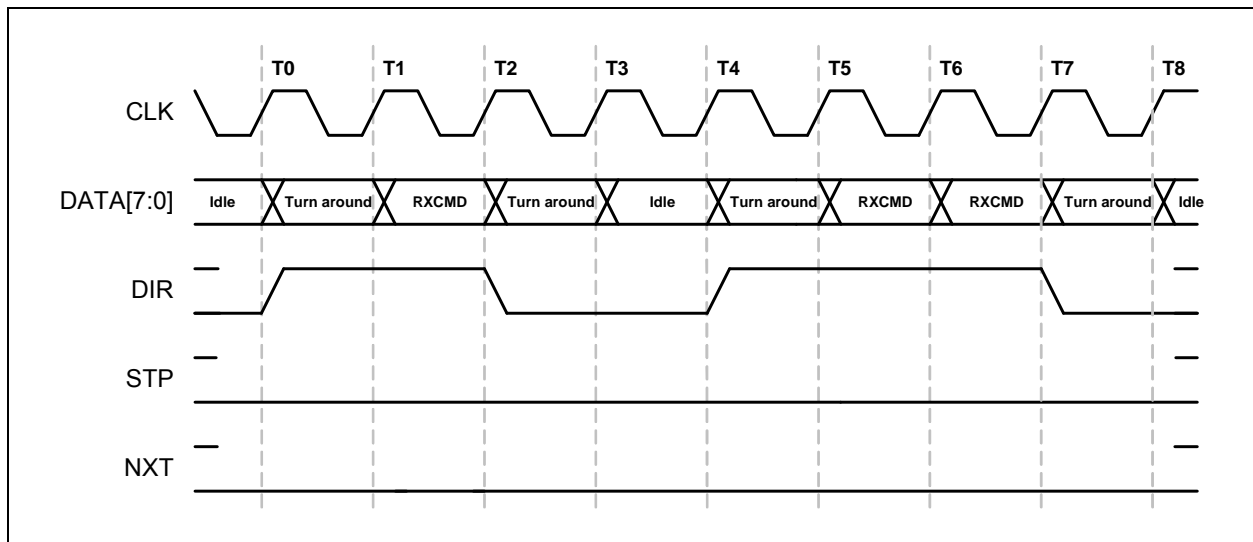 T0 T1 T2 T3 T4 T5 T6 T7 T8
CLK
DATA[7:0] Idle Turn around RXCMD Turn around Idle Turn around RXCMD RXCMD Turn around Idle
DIR
STP
NXT